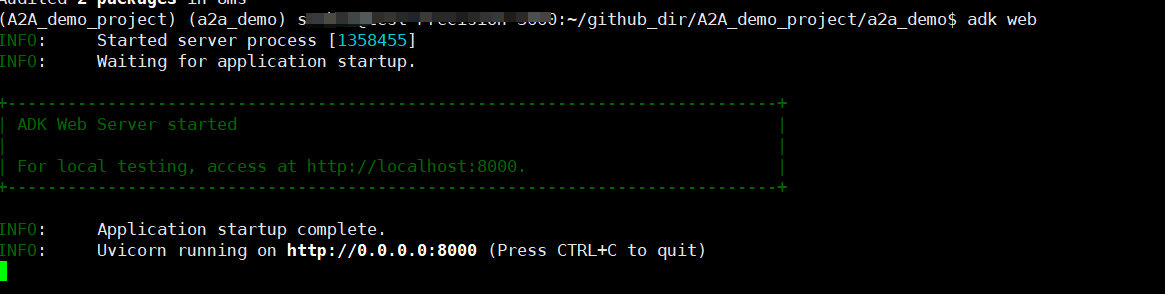 Audited 2 packages in 8ms
(A2A_demo_project) (a2a_demo) :~/github_dir/A2A_demo_project/a2a_demo$ adk web
INFO:     Started server process [1358455]
INFO:     Waiting for application startup.
+-----------------------------------------------------------------------------+
| ADK Web Server started                                                      |
|                                                                             |
| For local testing, access at http://localhost:8000.                         |
+-----------------------------------------------------------------------------+
INFO:     Application startup complete.
INFO:     Uvicorn running on http://0.0.0.0:8000 (Press CTRL+C to quit)